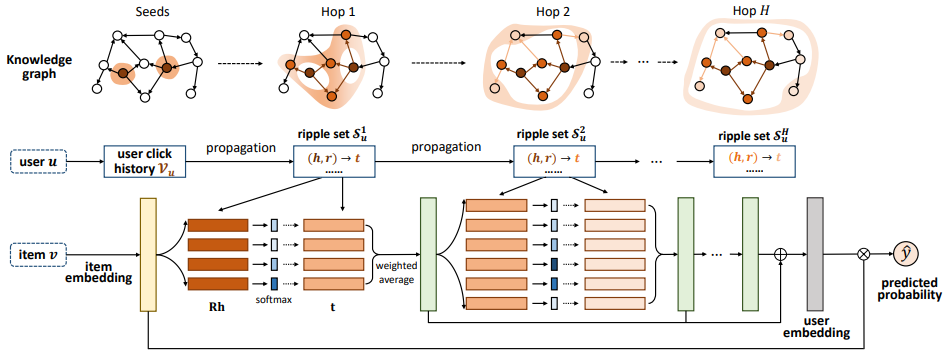 Seeds
Hop 1
Hop 2
Hop H
Knowledge
graph
... ...
ripple set 𝒮ᵤ¹
ripple set 𝒮ᵤ²
ripple set 𝒮ᵤᴴ
user u
user click
history 𝒱ᵤ
propagation
(h, r) → t
......
propagation
(h, r) → t
......
...
(h, r) → t
......
item v
item
embedding
Rh
softmax
t
weighted
average
...
user
embedding
ŷ
predicted
probability